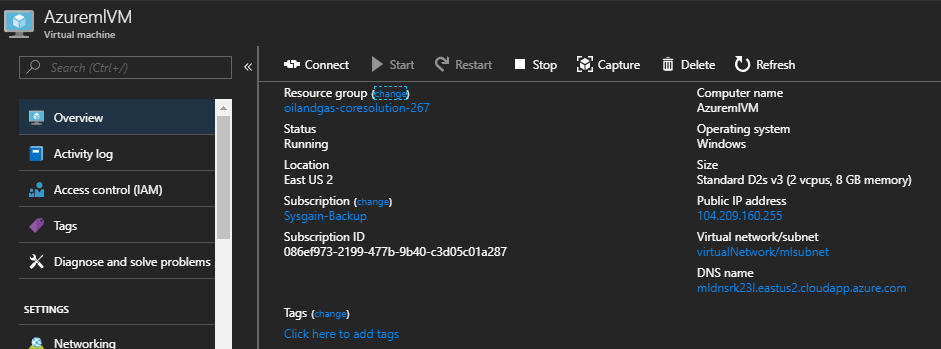 AzuremlVM
Virtual machine
Search (Ctrl+/)
«
Overview
Activity log
Access control (IAM)
Tags
Diagnose and solve problems
SETTINGS
Networking
Connect
Start
Restart
Stop
Capture
Delete
Refresh
Resource group (change)
oilandgas-coresolution-267
Status
Running
Location
East US 2
Subscription (change)
Sysgain-Backup
Subscription ID
086ef973-2199-477b-9b40-c3d05c01a287
Computer name
AzuremlVM
Operating system
Windows
Size
Standard D2s v3 (2 vcpus, 8 GB memory)
Public IP address
104.209.160.255
Virtual network/subnet
virtualNetwork/mlsubnet
DNS name
mldnsrk23l.eastus2.cloudapp.azure.com
Tags (change)
Click here to add tags